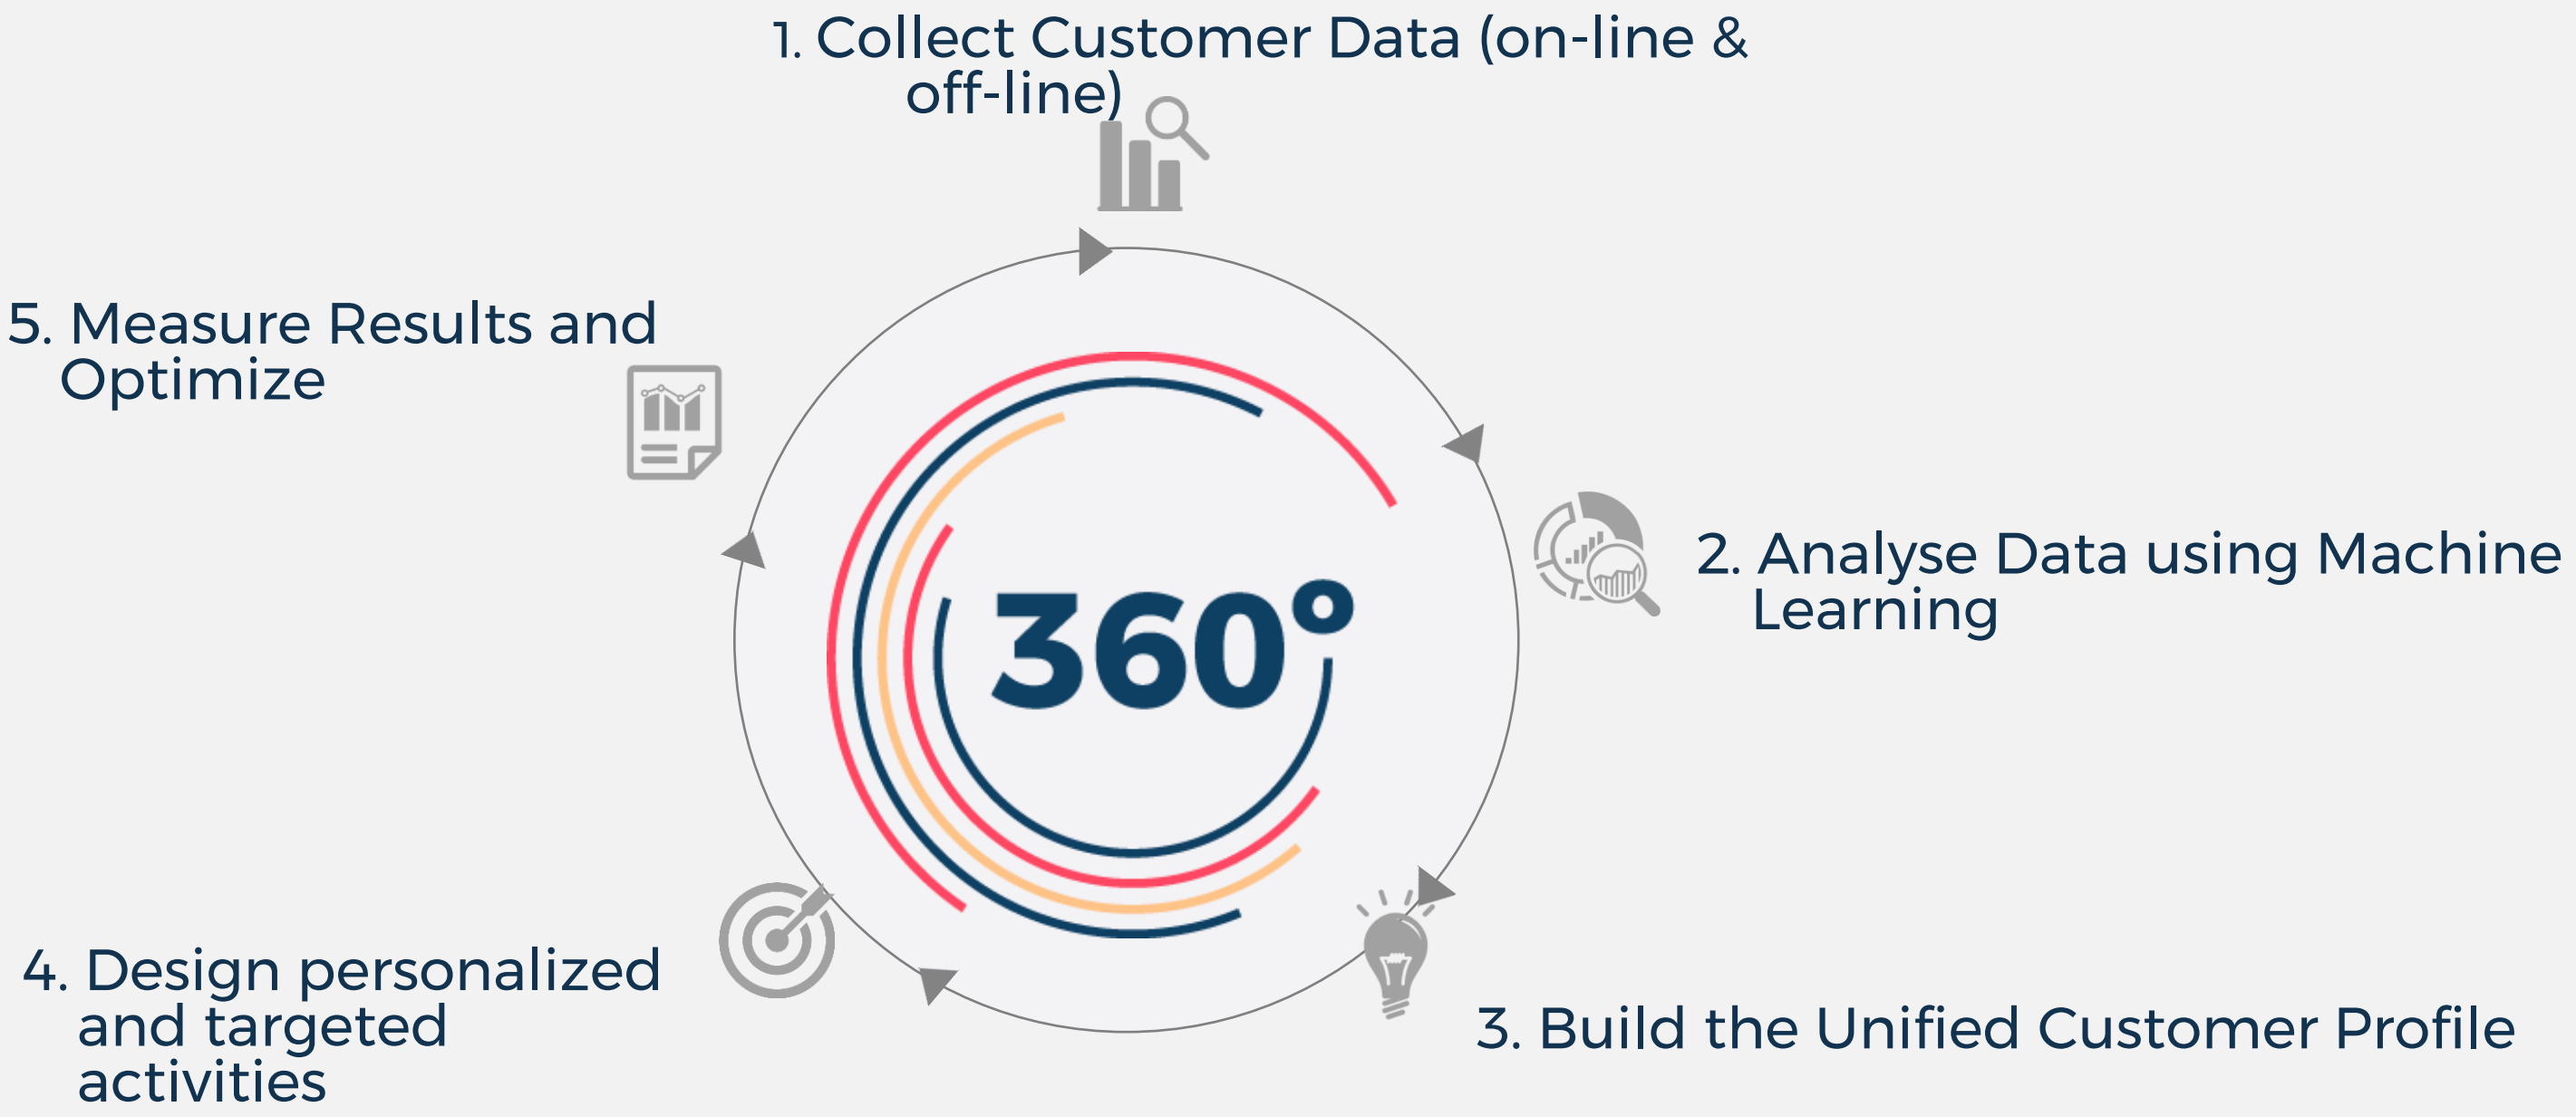 1. Collect Customer Data (on-line &
off-line)
2. Analyse Data using Machine
Learning
3. Build the Unified Customer Profile
4. Design personalized
and targeted
activities
5. Measure Results and
Optimize
360°